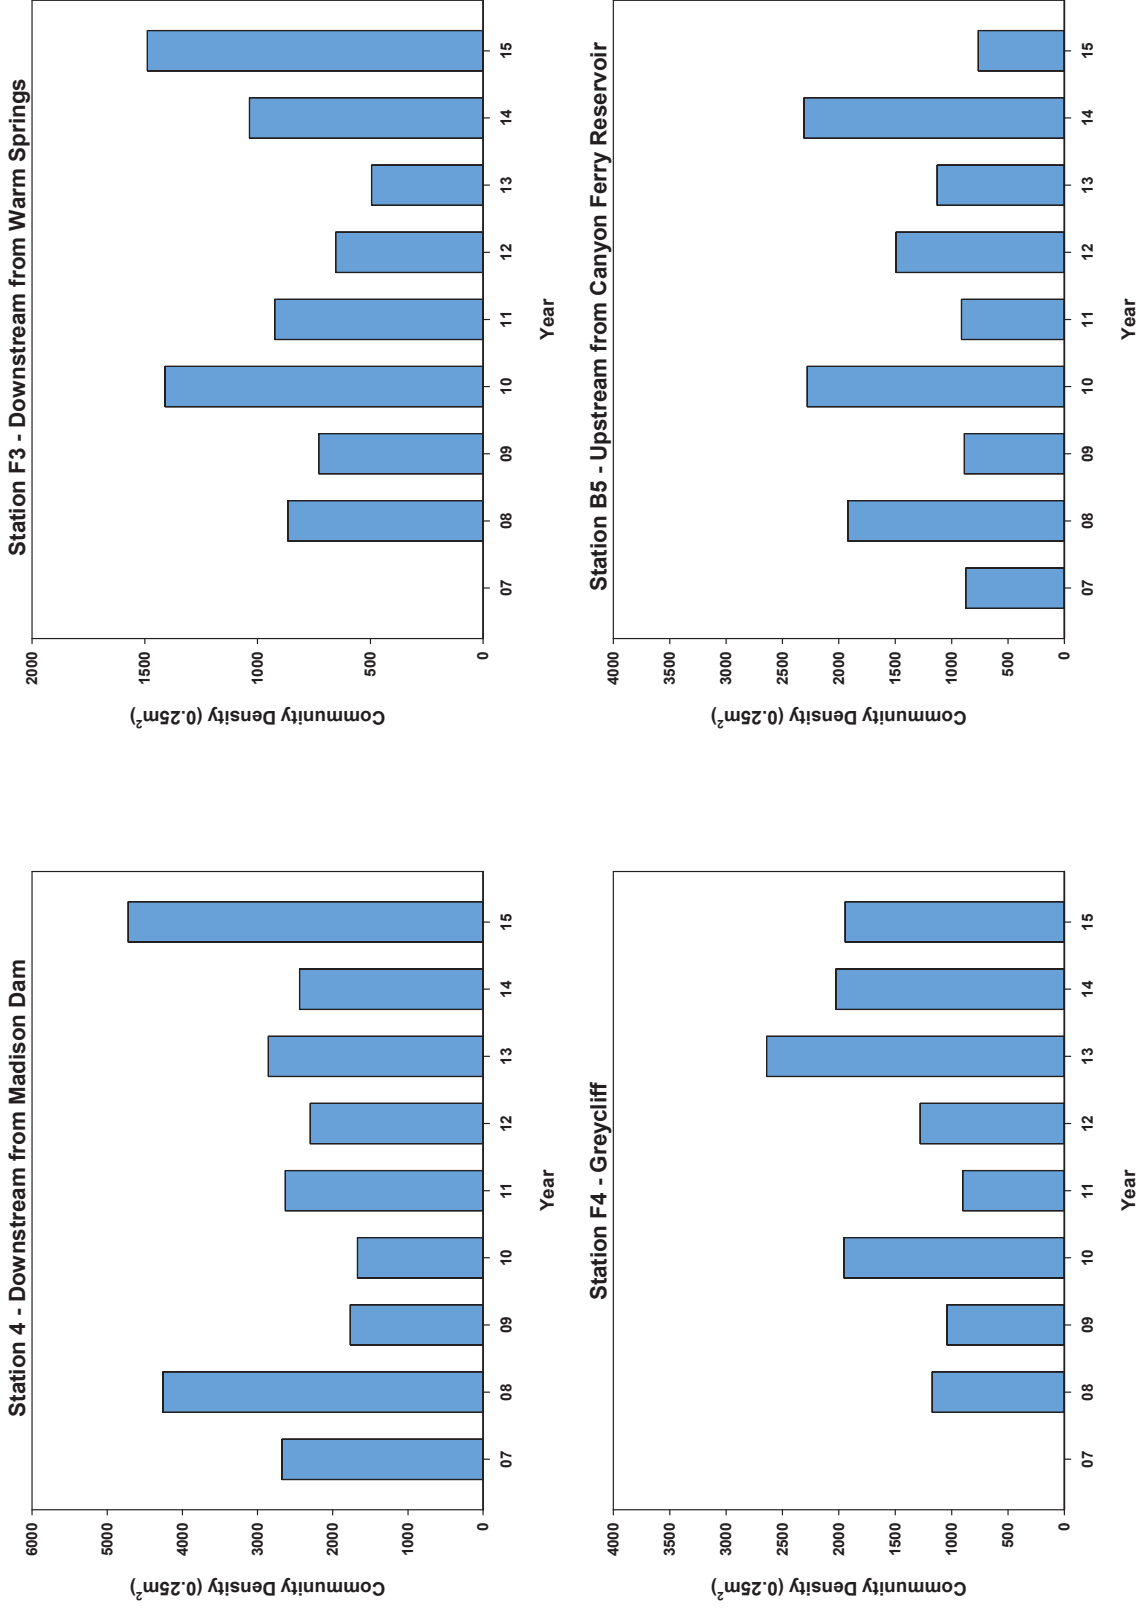 Station 4 - Downstream from Madison Dam
Community Density (0.25m²)
6000
5000
4000
3000
2000
1000
0
07 08 09 10 11 12 13 14 15
Year
Station F3 - Downstream from Warm Springs
Community Density (0.25m²)
2000
1500
1000
500
0
07 08 09 10 11 12 13 14 15
Year
Station F4 - Greycliff
Community Density (0.25m²)
4000
3500
3000
2500
2000
1500
1000
500
0
07 08 09 10 11 12 13 14 15
Year
Station B5 - Upstream from Canyon Ferry Reservoir
Community Density (0.25m²)
4000
3500
3000
2500
2000
1500
1000
500
0
07 08 09 10 11 12 13 14 15
Year